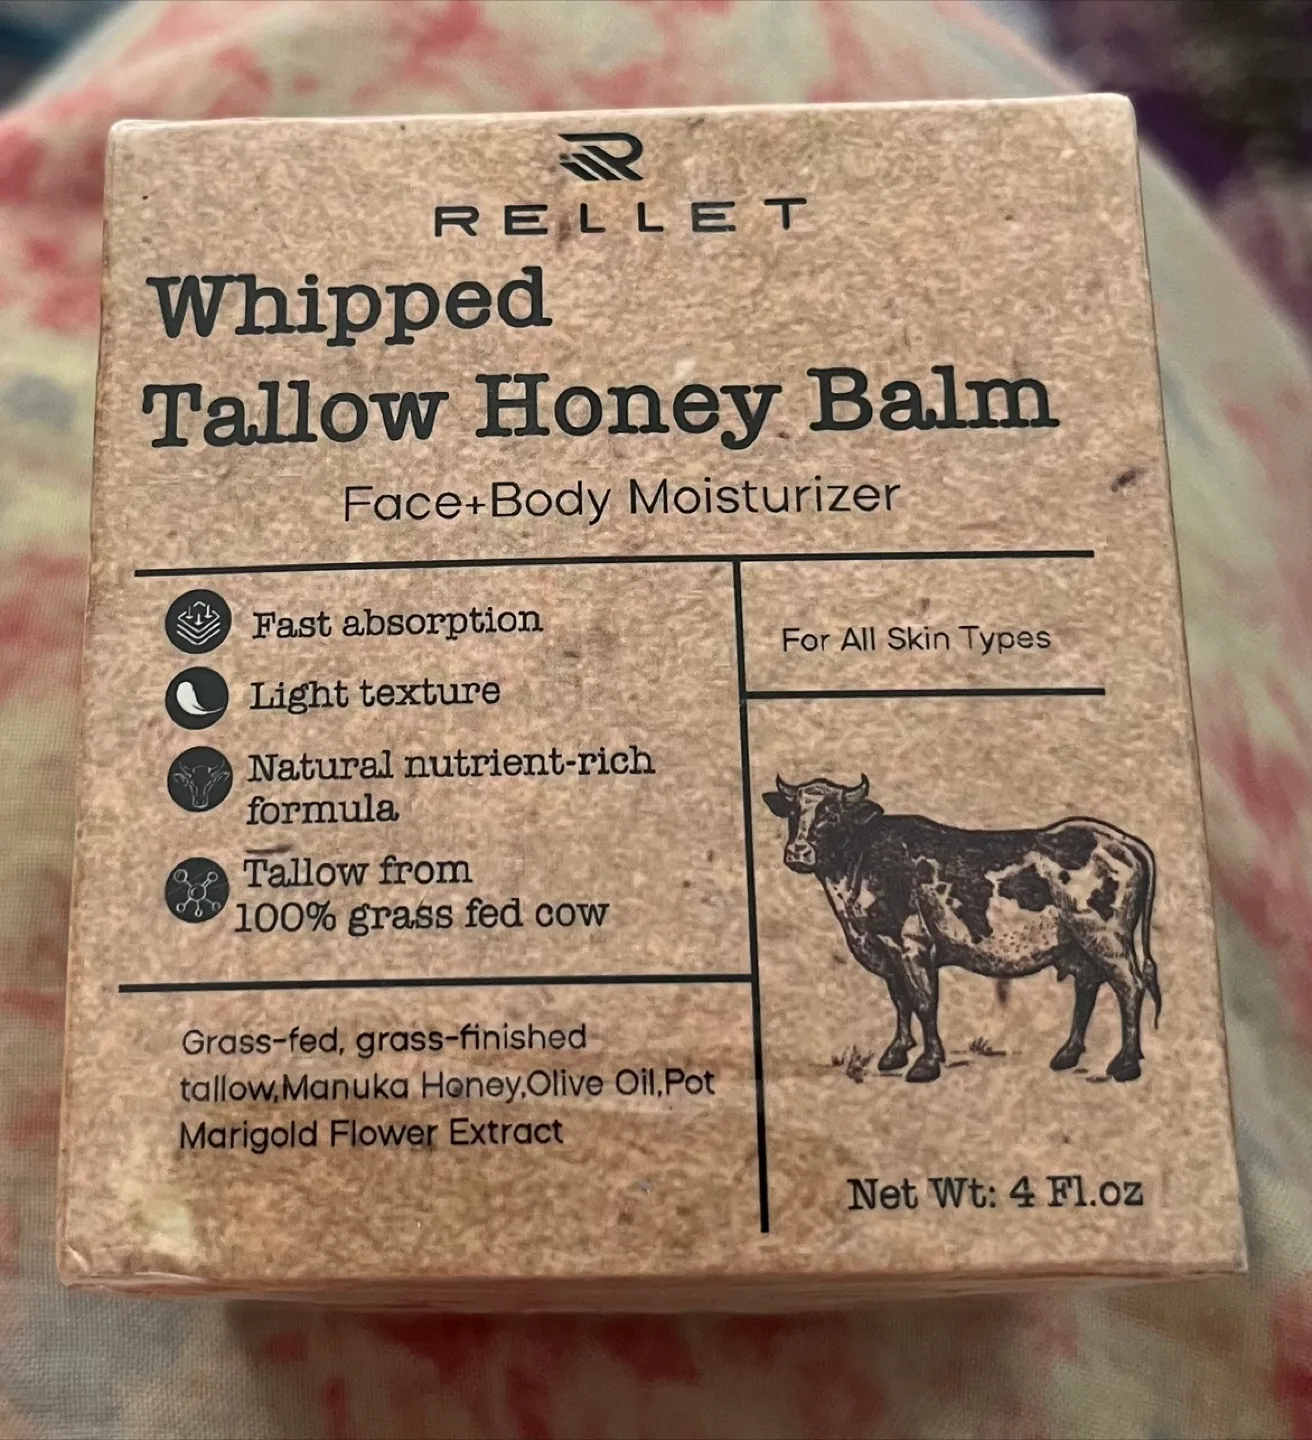 RELLET
Whipped
Tallow Honey Balm
Face+Body Moisturizer
Fast absorption
Light texture
Natural nutrient-rich
formula
Tallow from
100% grass fed cow
For All Skin Types
Grass-fed, grass-finished
tallow,Manuka Honey,Olive Oil,Pot
Marigold Flower Extract
Net Wt: 4 Fl.oz